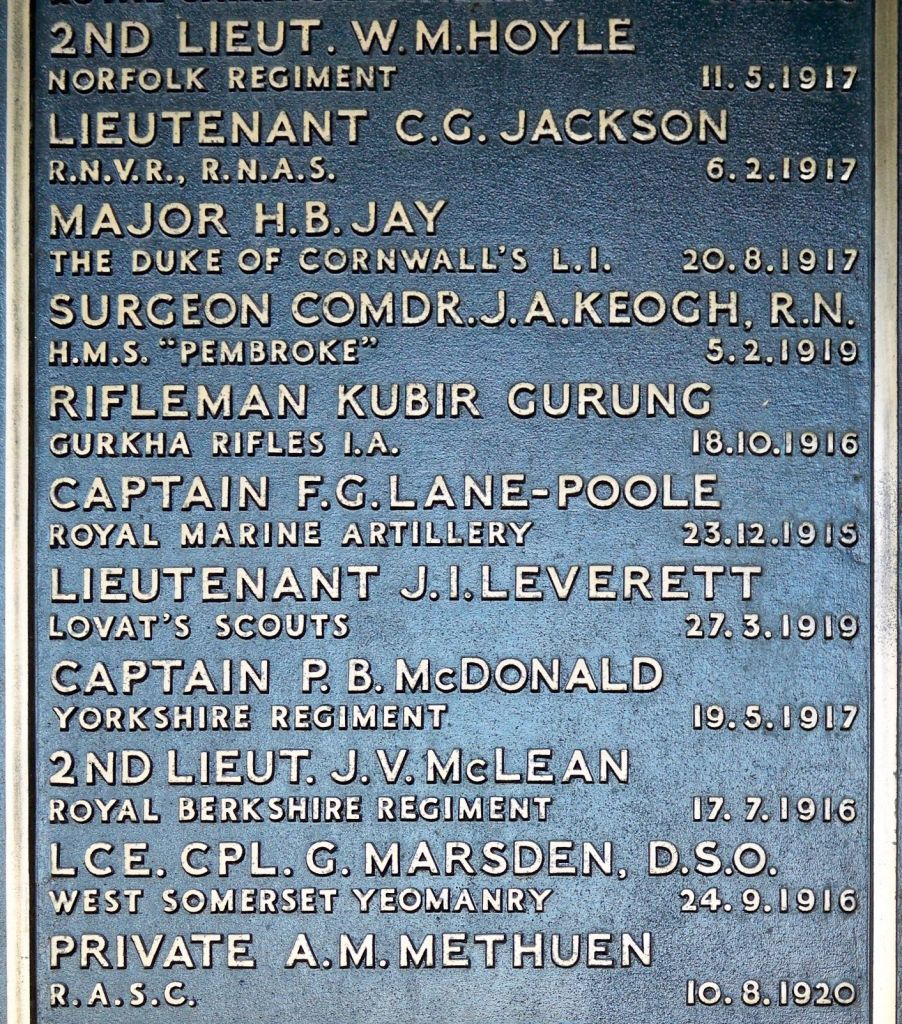 2ND LIEUT. W.M.HOYLE
NORFOLK REGIMENT 11.5.1917
LIEUTENANT C.G. JACKSON
R.N.V.R., R.N.A.S. 6.2.1917
MAJOR H.B. JAY
THE DUKE OF CORNWALL'S L.I. 20.8.1917
SURGEON COMDR.J.A.KEOGH, R.N.
H.M.S. "PEMBROKE" 5.2.1919
RIFLEMAN KUBIR GURUNG
GURKHA RIFLES I.A. 18.10.1916
CAPTAIN F.G.LANE-POOLE
ROYAL MARINE ARTILLERY 23.12.1915
LIEUTENANT J.I.LEVERETT
LOVAT'S SCOUTS 27.3.1919
CAPTAIN P.B.McDONALD
YORKSHIRE REGIMENT 19.5.1917
2ND LIEUT. J.V. McLEAN
ROYAL BERKSHIRE REGIMENT 17.7.1916
LCE. CPL. G. MARSDEN, D.S.O.
WEST SOMERSET YEOMANRY 24.9.1916
PRIVATE A.M.METHUEN
R.A.S.C. 10.8.1920